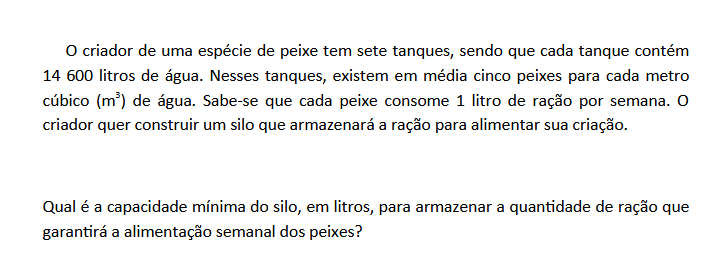 O criador de uma espécie de peixe tem sete tanques, sendo que cada tanque contém
14 600 litros de água. Nesses tanques, existem em média cinco peixes para cada metro
cúbico (m³) de água. Sabe-se que cada peixe consome 1 litro de ração por semana. O
criador quer construir um silo que armazenará a ração para alimentar sua criação.
Qual é a capacidade mínima do silo, em litros, para armazenar a quantidade de ração que
garantirá a alimentação semanal dos peixes?